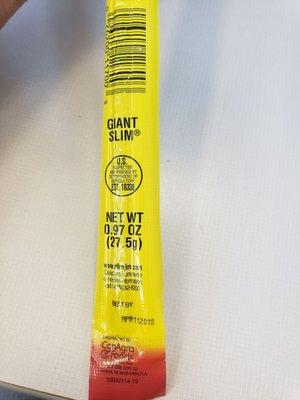 GIANT
SLIM®
U.S.
INSPECTED
AND PASSED BY
DEPARTMENT OF
AGRICULTURE
EST. 18336
NET WT
0.97 OZ
(27.5g)
www.slimjim.com
BEST BY:
APR112018
ConAgra
Foods
10042114-15